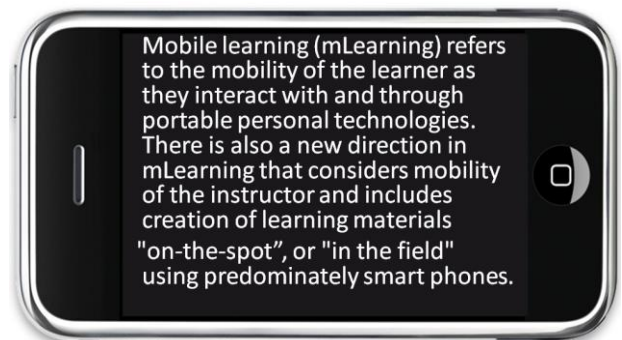 Mobile learning (mLearning) refers
to the mobility of the learner as
they interact with and through
portable personal technologies.
There is also a new direction in
mLearning that considers mobility
of the instructor and includes
creation of learning materials
"on-the-spot”, or "in the field"
using predominately smart phones.